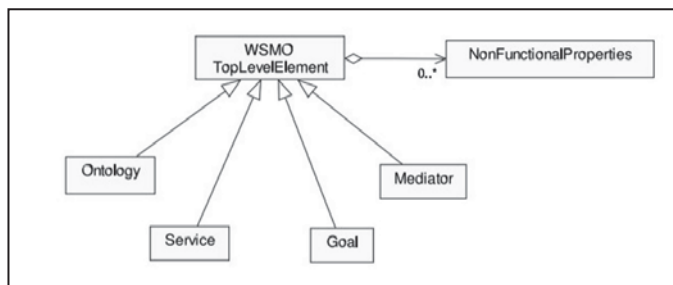 WSMO
TopLevelElement
NonFunctionalProperties
0..*
Ontology
Mediator
Service
Goal